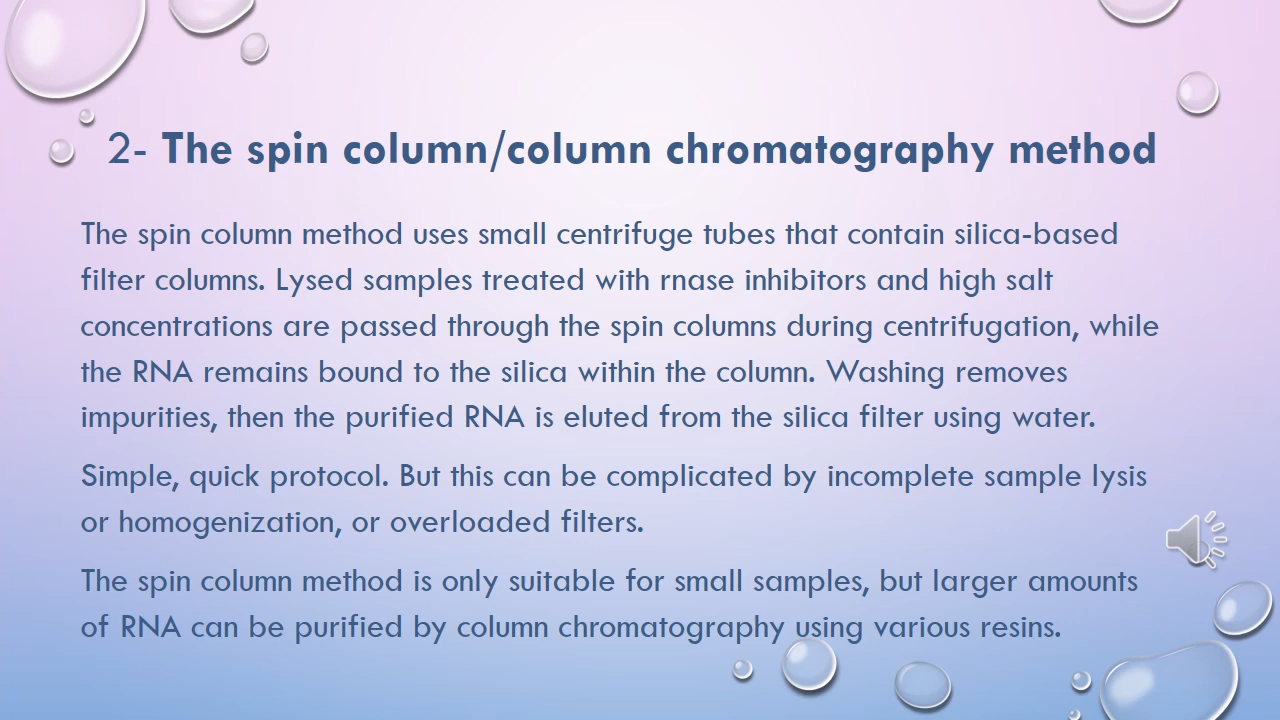 2- The spin column/column chromatography method
The spin column method uses small centrifuge tubes that contain silica-based
filter columns. Lysed samples treated with rnase inhibitors and high salt
concentrations are passed through the spin columns during centrifugation, while
the RNA remains bound to the silica within the column. Washing removes
impurities, then the purified RNA is eluted from the silica filter using water.
Simple, quick protocol. But this can be complicated by incomplete sample lysis
or homogenization, or overloaded filters.
The spin column method is only suitable for small samples, but larger amounts
of RNA can be purified by column chromatography using various resins.